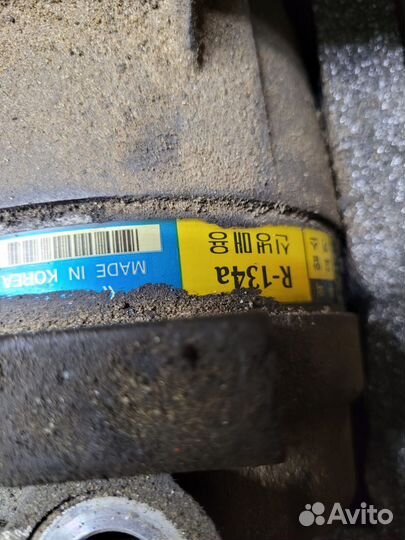 R-134a
신냉매용
MADE IN KOREA
Avito